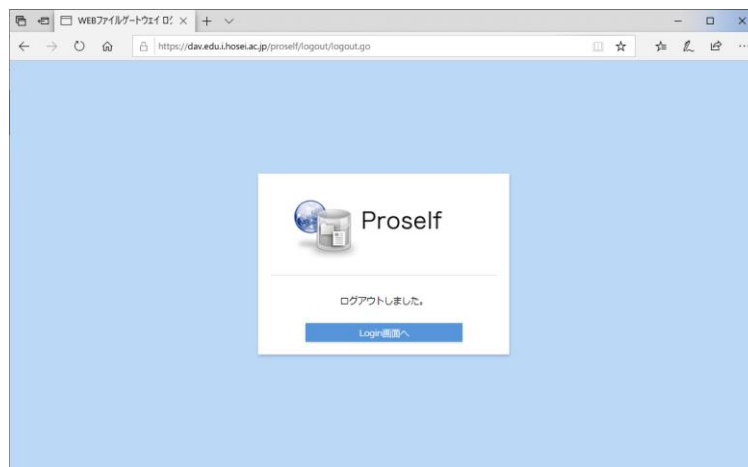 WEBファイルゲートウェイ ログ
https://dav.edu.i.hosei.ac.jp/proself/logout/logout.go
Proself
ログアウトしました。
Login画面へ